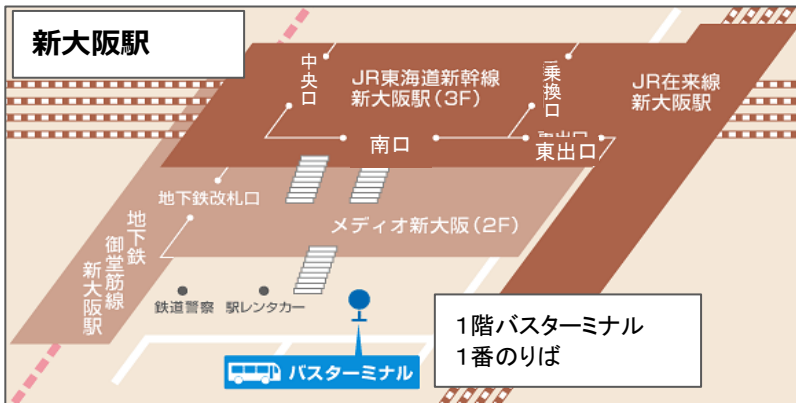 新大阪駅
中央口
JR東海道新幹線
新大阪駅(3F)
乗換口
JR在来線
新大阪駅
南口
東出口
地下鉄改札口
メディオ新大阪(2F)
地下鉄
御堂筋線
新大阪駅
鉄道警察
駅レンタカー
1階バスターミナル
1番のりば
バスターミナル